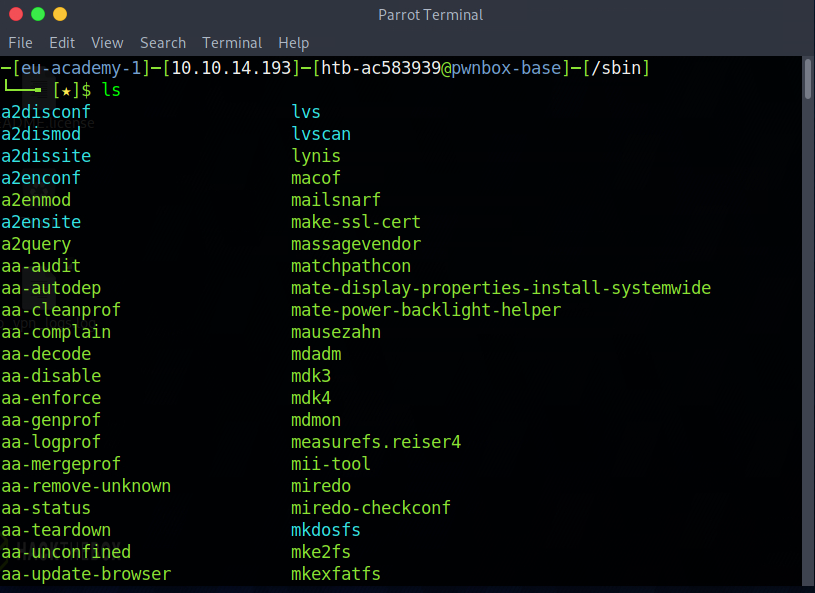 Parrot Terminal
File Edit View Search Terminal Help
─[eu-academy-1]─[10.10.14.193]─[htb-ac583939@pwnbox-base]─[/sbin]
└──╼ [★]$ ls
a2disconf lvs
a2dismod lvscan
a2dissite lynis
a2enconf macof
a2enmod mailsnarf
a2ensite make-ssl-cert
a2query massagevendor
aa-audit matchpathcon
aa-autodep mate-display-properties-install-systemwide
aa-cleanprof mate-power-backlight-helper
aa-complain mausezahn
aa-decode mdadm
aa-disable mdk3
aa-enforce mdk4
aa-genprof mdmon
aa-logprof measurefs.reiser4
aa-mergeprof mii-tool
aa-remove-unknown miredo
aa-status miredo-checkconf
aa-teardown mkdosfs
aa-unconfined mke2fs
aa-update-browser mkexfatfs